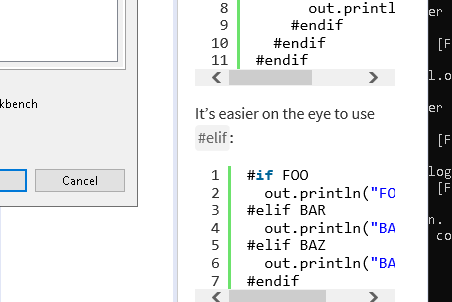 8 out.printl
9 #endif
10 #endif
11 #endif
It's easier on the eye to use
#elif:
1 #if FOO
2 out.println("FO
3 #elif BAR
4 out.println("BA
5 #elif BAZ
6 out.println("BA
7 #endif
kbench
Cancel
er
[F
l.o
er
[F
log
[F
n.
co